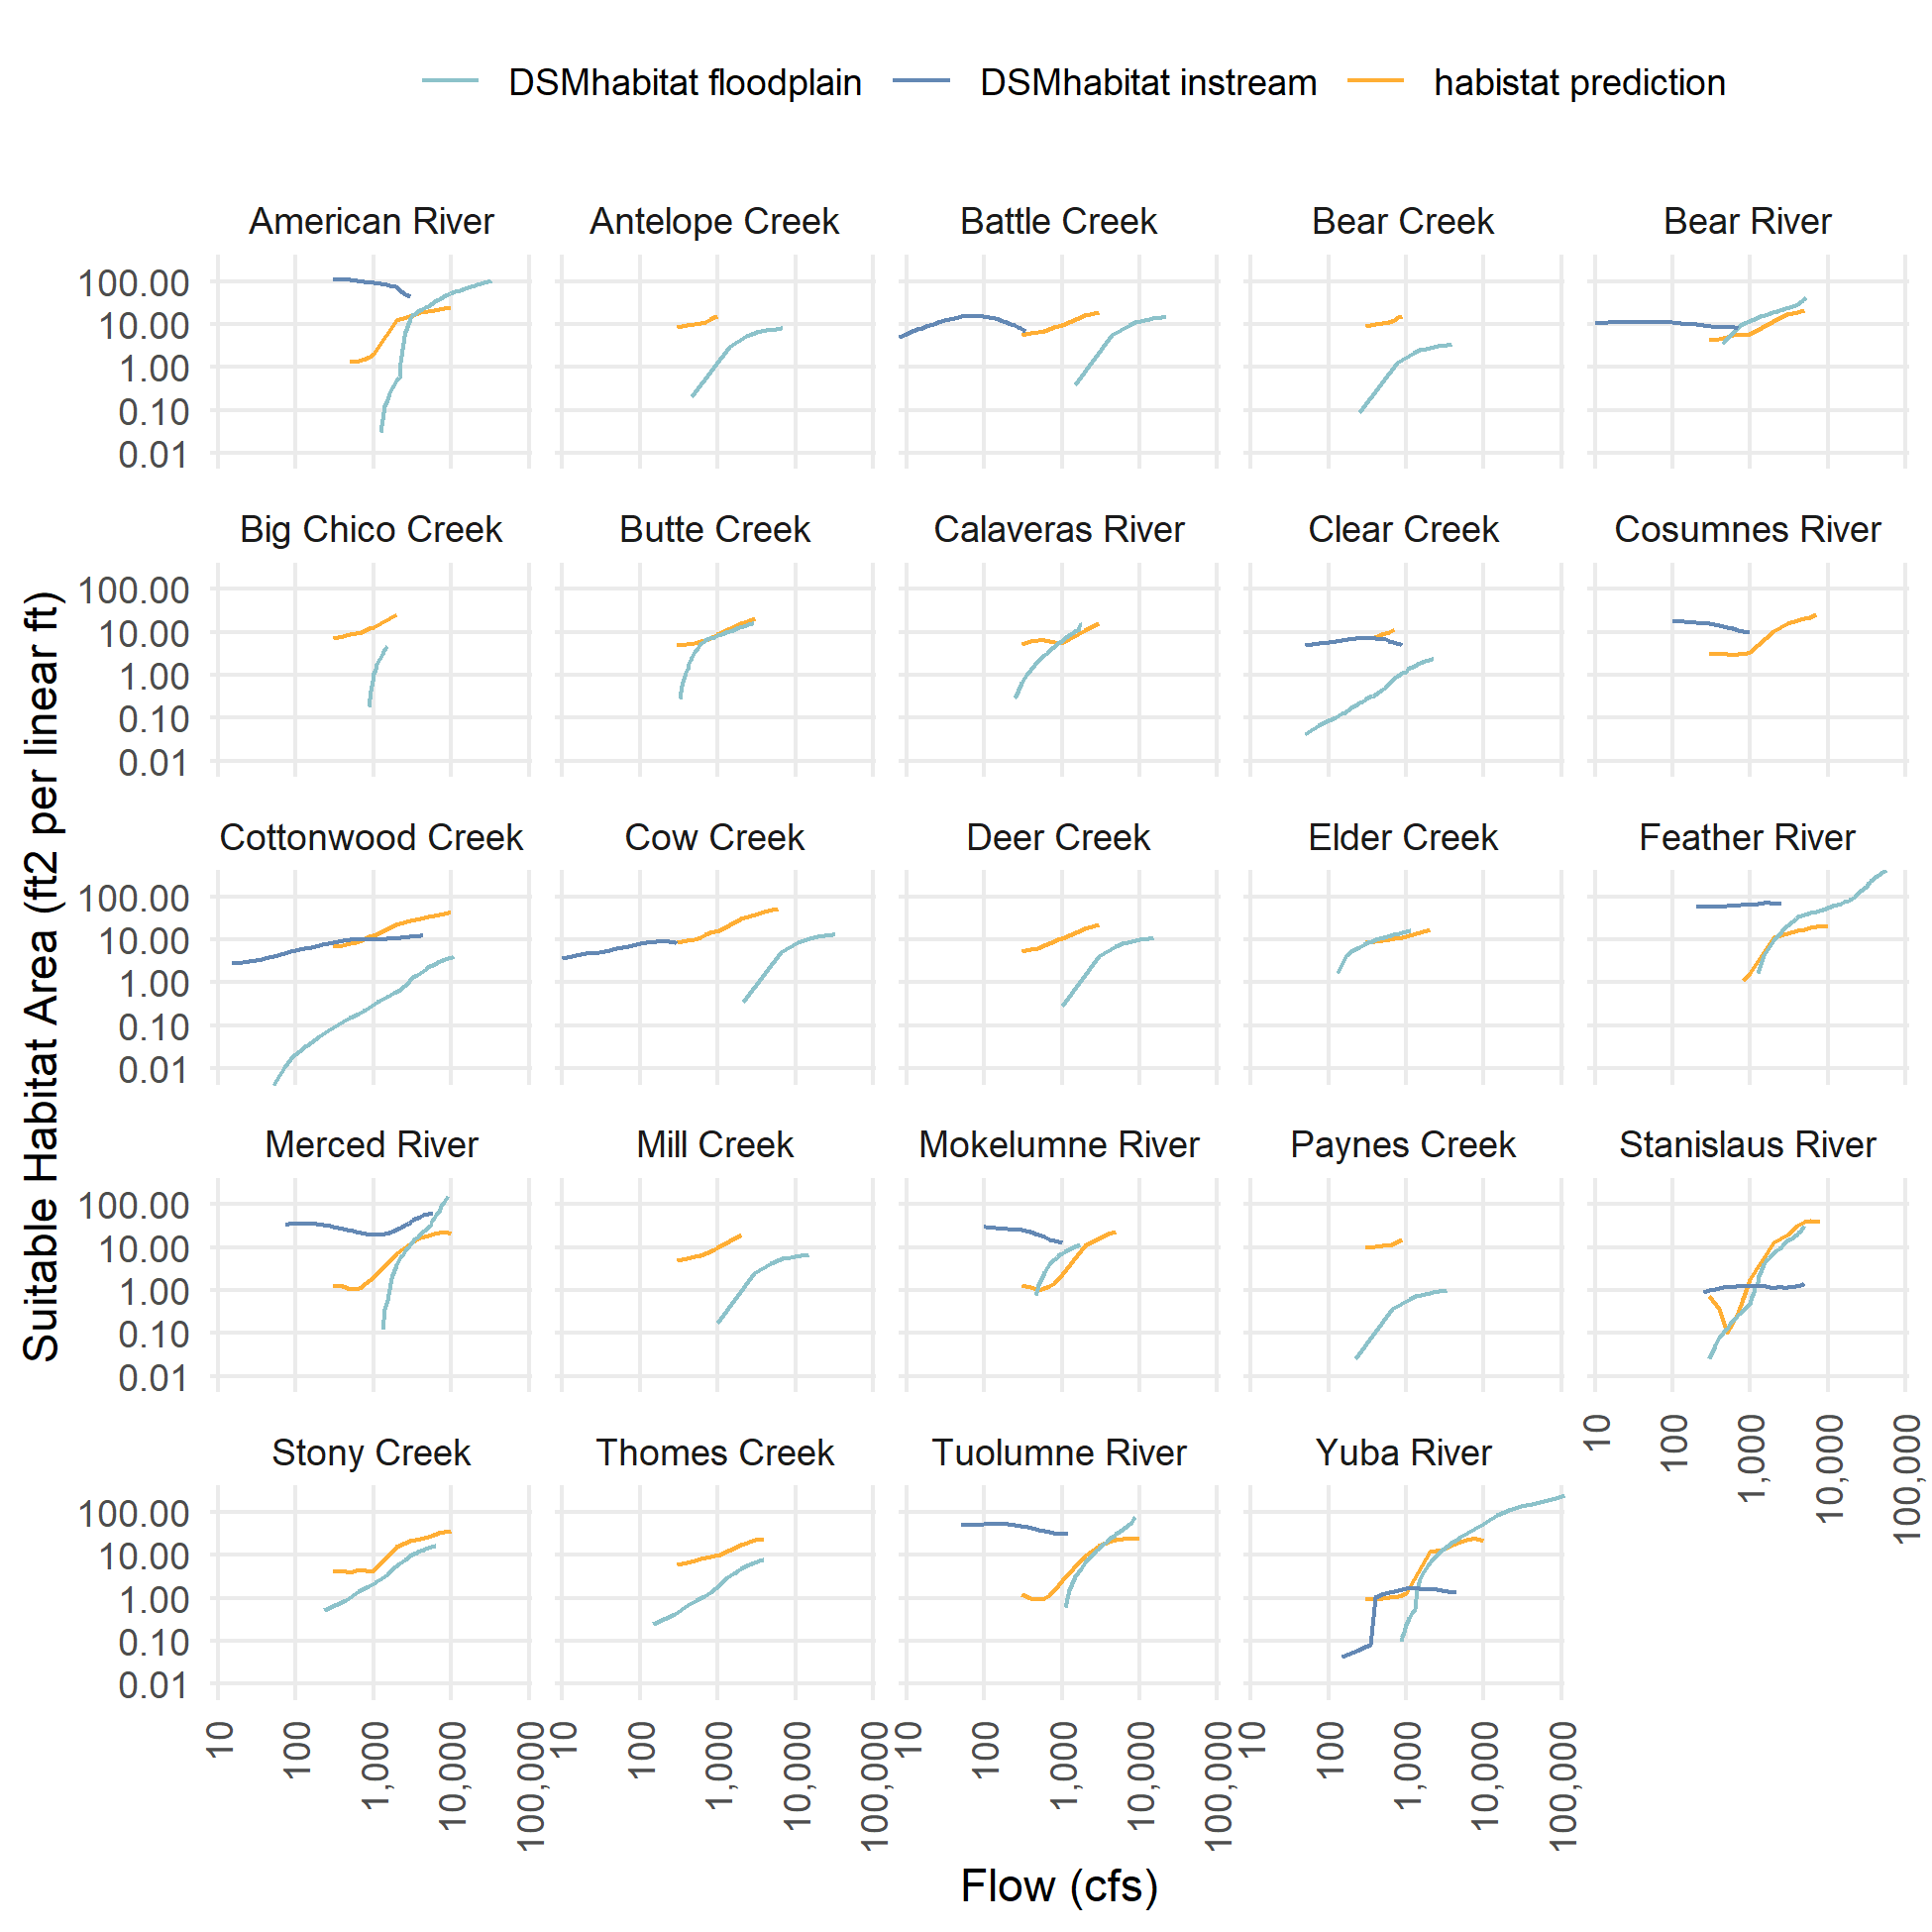 DSMhabitat floodplain DSMhabitat instream habistat prediction
American River Antelope Creek Battle Creek Bear Creek Bear River
100.00
10.00
1.00
0.10
0.01
Big Chico Creek Butte Creek Calaveras River Clear Creek Cosumnes River
100.00
10.00
1.00
0.10
0.01
Suitable Habitat Area (ft2 per linear ft)
Cottonwood Creek Cow Creek Deer Creek Elder Creek Feather River
100.00
10.00
1.00
0.10
0.01
Merced River Mill Creek Mokelumne River Paynes Creek Stanislaus River
100.00
10.00
1.00
0.10
0.01
10 100 1,000 10,000 100,000
Stony Creek Thomes Creek Tuolumne River Yuba River
100.00
10.00
1.00
0.10
0.01
10 100 1,000 10,000 100,000 10 100 1,000 10,000 100,000 10 100 1,000 10,000 100,000 10 100 1,000 10,000 100,000
Flow (cfs)